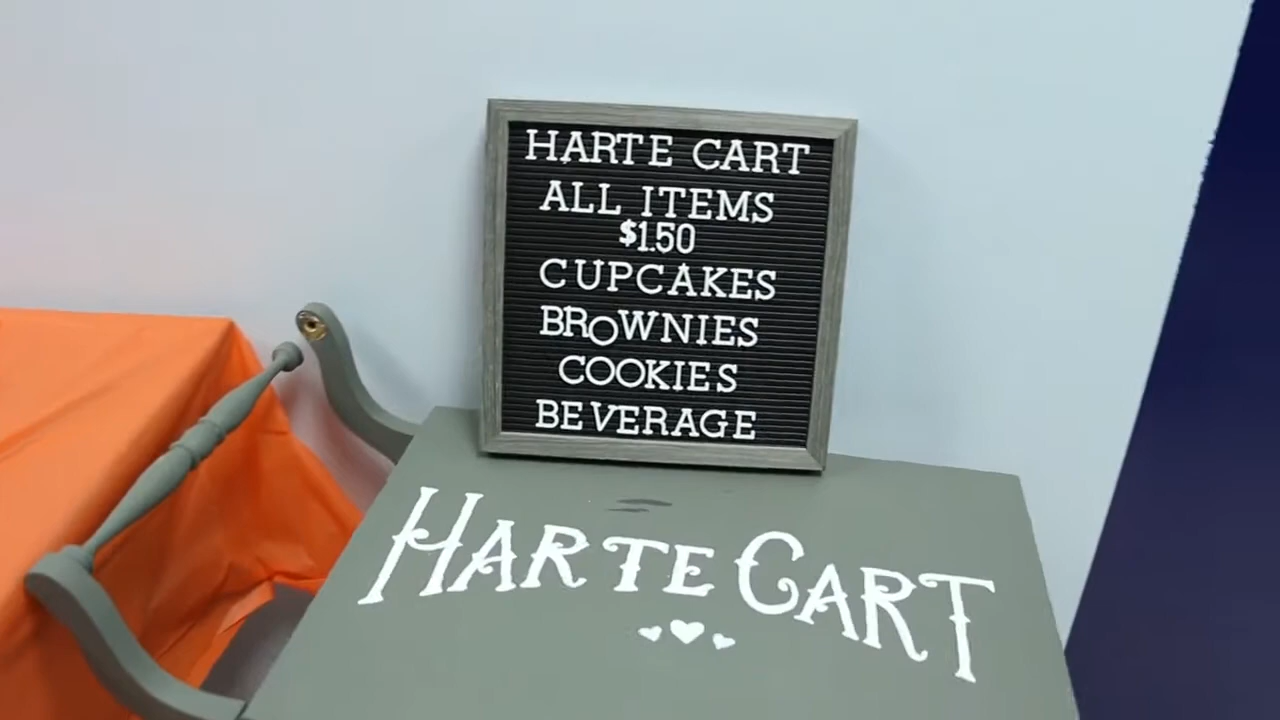 HARTE CART
ALL ITEMS
$1.50
CUPCAKES
BROWNIES
COOKIES
BEVERAGE
HARTE CART